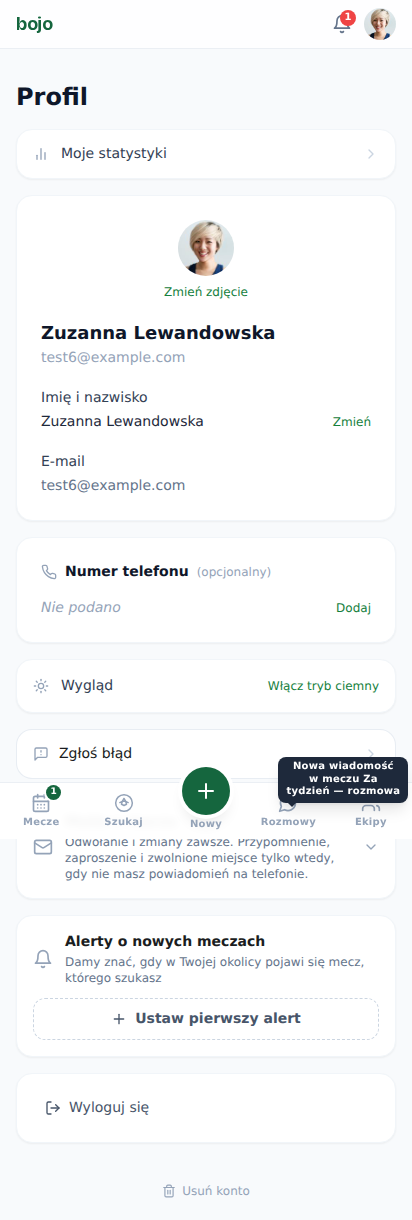 bojo
1
Profil
Moje statystyki
Zmień zdjęcie
Zuzanna Lewandowska
test6@example.com
Imię i nazwisko
Zuzanna Lewandowska
Zmień
E-mail
test6@example.com
Numer telefonu (opcjonalny)
Nie podano
Dodaj
Wygląd
Włącz tryb ciemny
Zgłoś błąd
Nowa wiadomość
w meczu Za
tydzień — rozmowa
1
Mecze
Szukaj
Nowy
Rozmowy
Ekipy
Odwołanie i zmiany zawsze. Przypomnienie,
zaproszenie i zwolnione miejsce tylko wtedy,
gdy nie masz powiadomień na telefonie.
Alerty o nowych meczach
Damy znać, gdy w Twojej okolicy pojawi się mecz,
którego szukasz
Ustaw pierwszy alert
Wyloguj się
Usuń konto